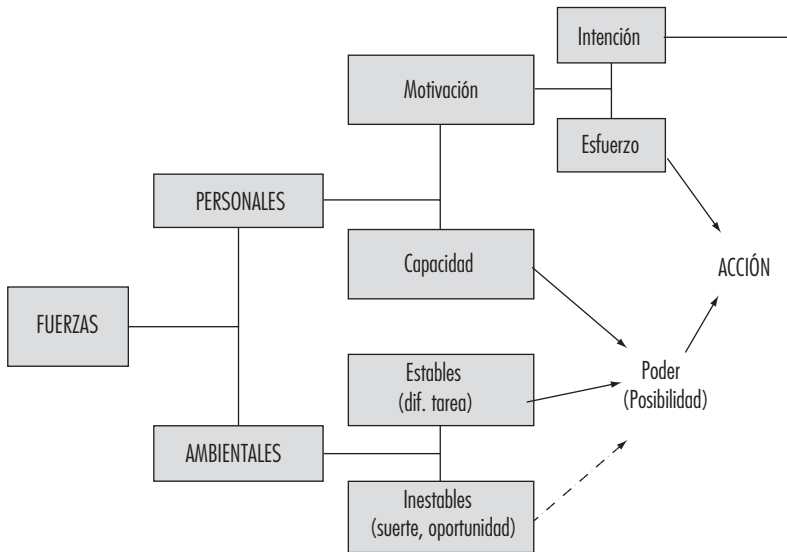 Intención
Motivación
Esfuerzo
PERSONALES
Capacidad
ACCIÓN
FUERZAS
Estables
(dif. tarea)
Poder
(Posibilidad)
AMBIENTALES
Inestables
(suerte, oportunidad)